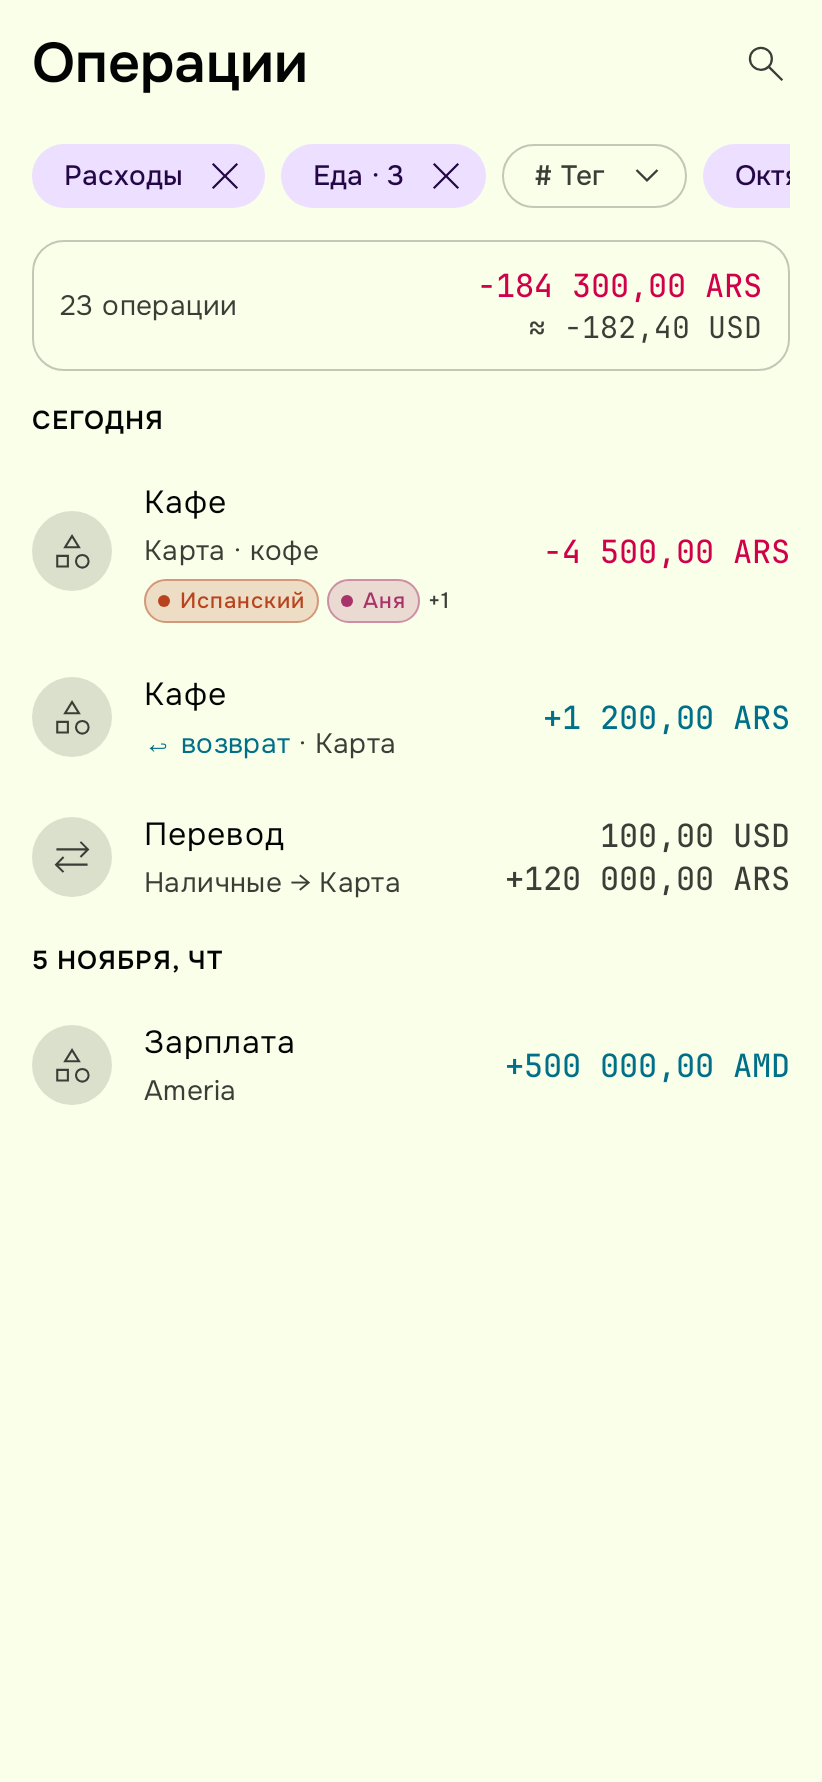 Операции
Расходы
Еда · 3
# Тег
23 операции
-184 300,00 ARS
≈ -182,40 USD
СЕГОДНЯ
Кафе
Карта · кофе
-4 500,00 ARS
Испанский
Аня
+1
Кафе
↩ возврат · Карта
+1 200,00 ARS
Перевод
Наличные → Карта
100,00 USD
+120 000,00 ARS
5 НОЯБРЯ, ЧТ
Зарплата
Ameria
+500 000,00 AMD